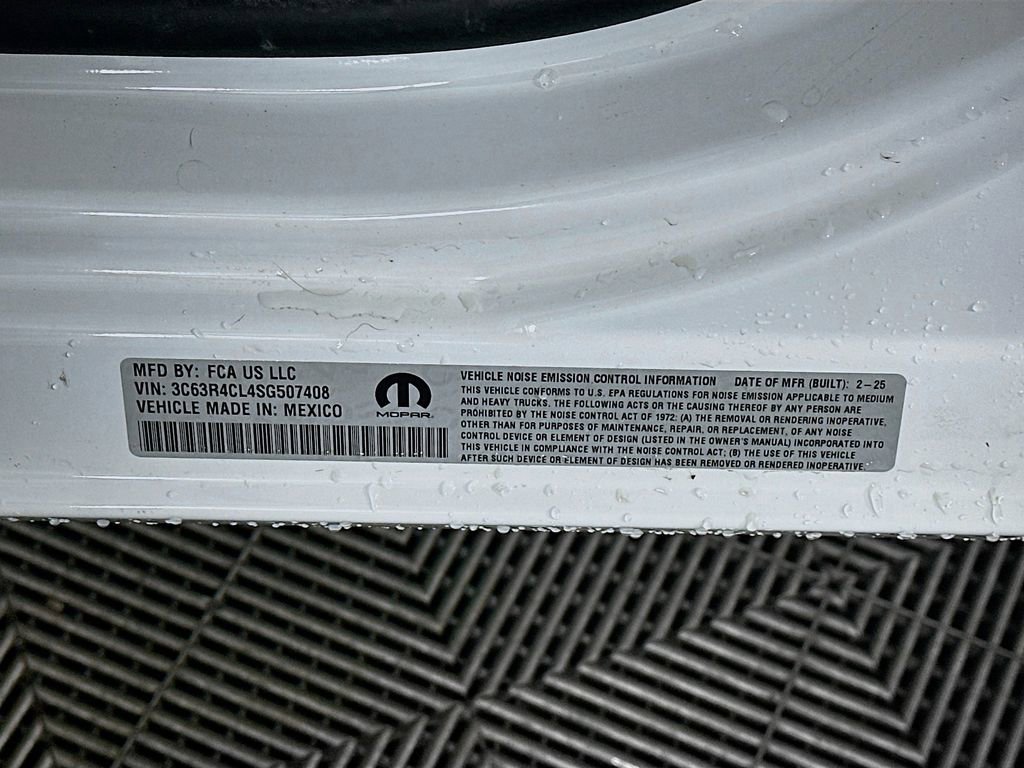 MFD BY: FCA US LLC
VIN: 3C63R4CL4SG507408
VEHICLE MADE IN: MEXICO
MOPAR
VEHICLE NOISE EMISSION CONTROL INFORMATION DATE OF MFR (BUILT): 2-25
THIS VEHICLE CONFORMS TO U.S. EPA REGULATIONS FOR NOISE EMISSION APPLICABLE TO MEDIUM
AND HEAVY TRUCKS. THE FOLLOWING ACTS OR THE CAUSING THEREOF BY ANY PERSON ARE
PROHIBITED BY THE NOISE CONTROL ACT OF 1972: (A) THE REMOVAL OR RENDERING INOPERATIVE,
OTHER THAN FOR PURPOSES OF MAINTENANCE, REPAIR, OR REPLACEMENT, OF ANY NOISE
CONTROL DEVICE OR ELEMENT OF DESIGN (LISTED IN THE OWNER'S MANUAL) INCORPORATED INTO
THIS VEHICLE IN COMPLIANCE WITH THE NOISE CONTROL ACT; (B) THE USE OF THIS VEHICLE
AFTER SUCH DEVICE OR ELEMENT OF DESIGN HAS BEEN REMOVED OR RENDERED INOPERATIVE